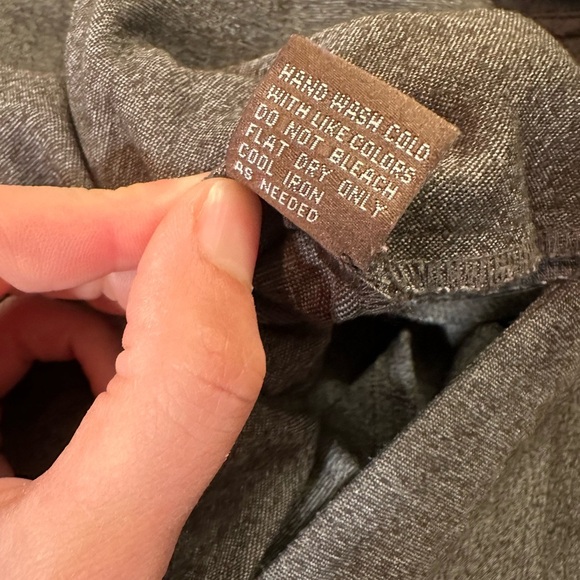 HAND WASH COLD
WITH LIKE COLORS
DO NOT BLEACH
FLAT DRY ONLY
COOL IRON
AS NEEDED